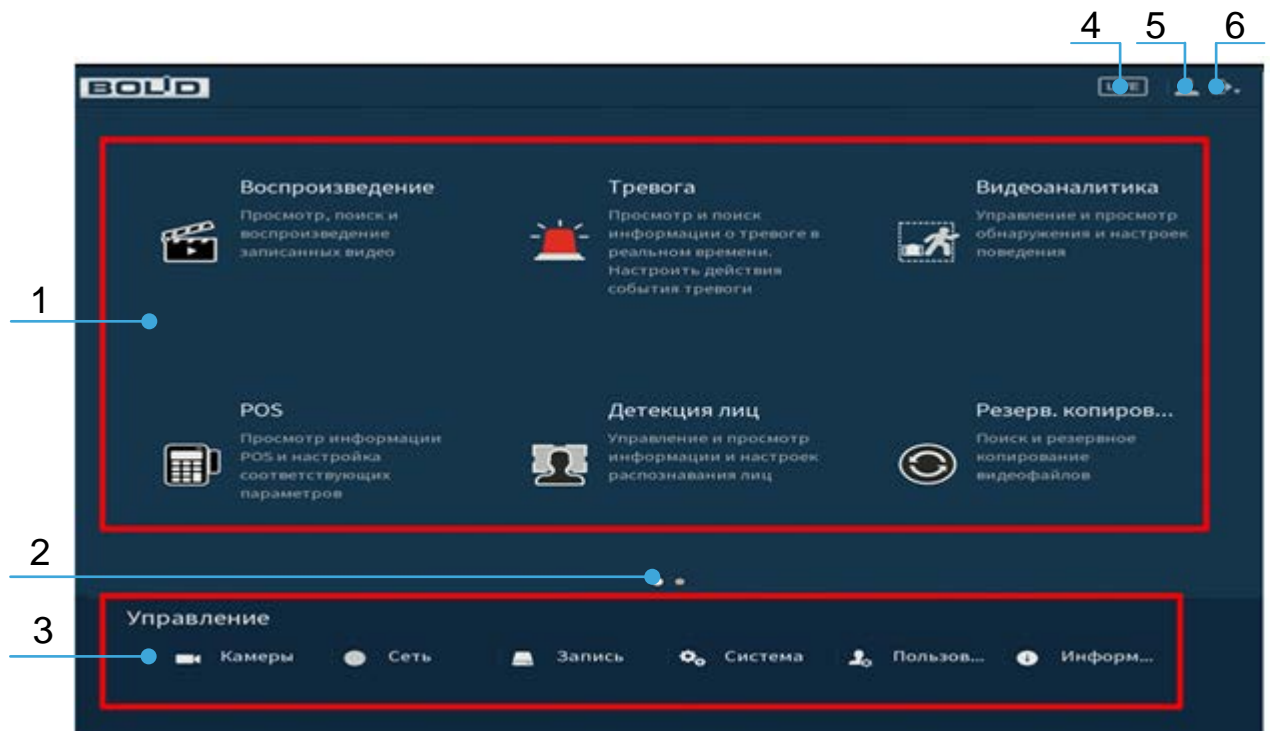 4 5 6
BOLID
LIVE
Воспроизведение
Просмотр, поиск и
воспроизведение
записанных видео
Тревога
Просмотр и поиск
информации о тревоге в
реальном времени.
Настроить действия
события тревоги
Видеоаналитика
Управление и просмотр
обнаружения и настроек
поведения
1
POS
Просмотр информации
POS и настройка
соответствующих
параметров
Детекция лиц
Управление и просмотр
информации и настроек
распознавания лиц
Резерв. копиров...
Поиск и резервное
копирование
видеофайлов
2
Управление
3
Камеры Сеть Запись Система Пользов... Информ...